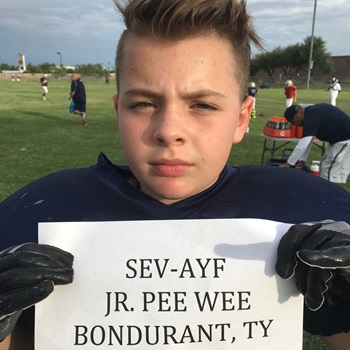 SEV-AYF
JR. PEE WEE
BONDURANT, TY